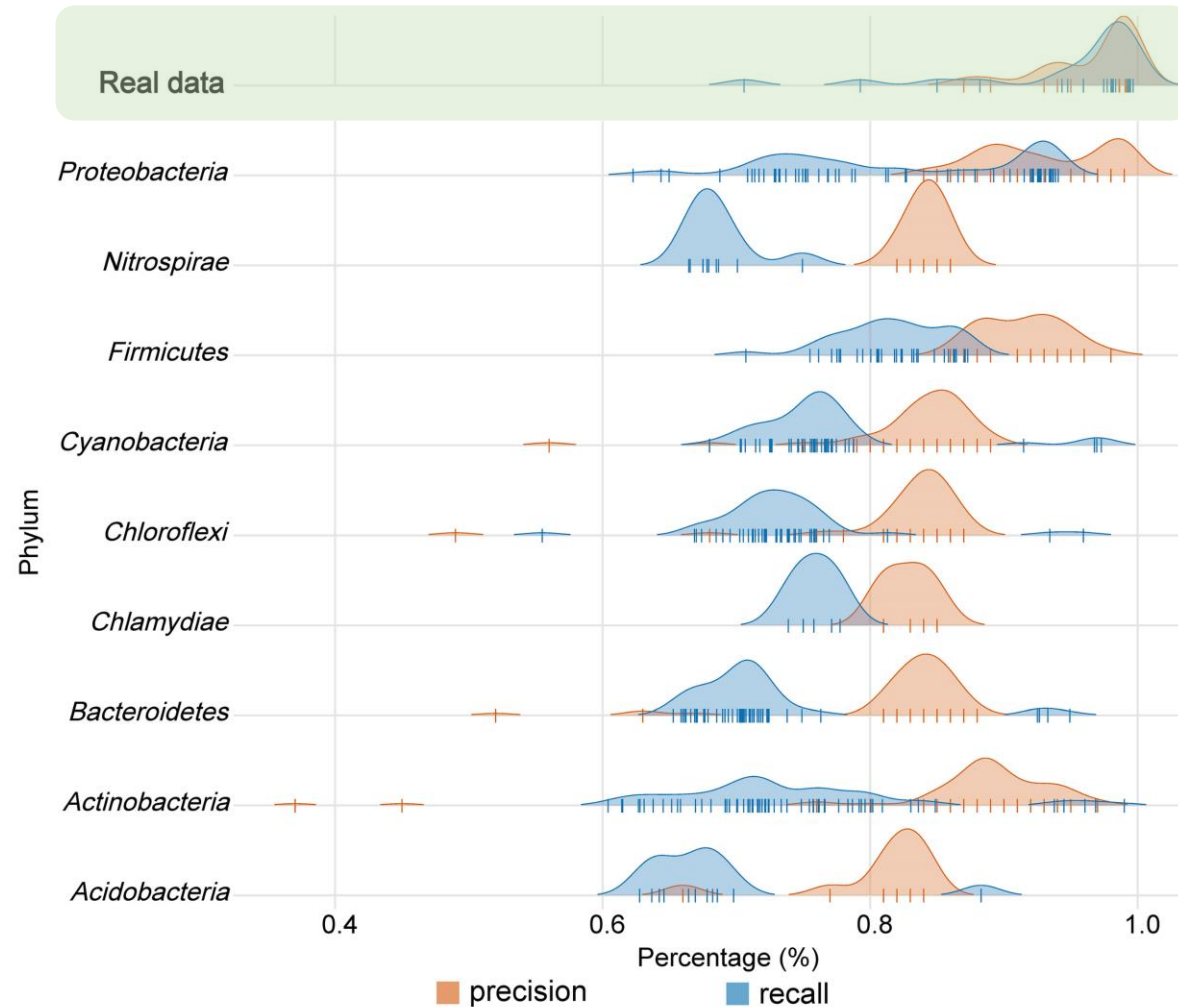 Real data
Proteobacteria
Nitrospirae
Firmicutes
Cyanobacteria
Chloroflexi
Chlamydiae
Bacteroidetes
Actinobacteria
Acidobacteria
Phylum
0.4 0.6 0.8 1.0
Percentage (%)
precision recall